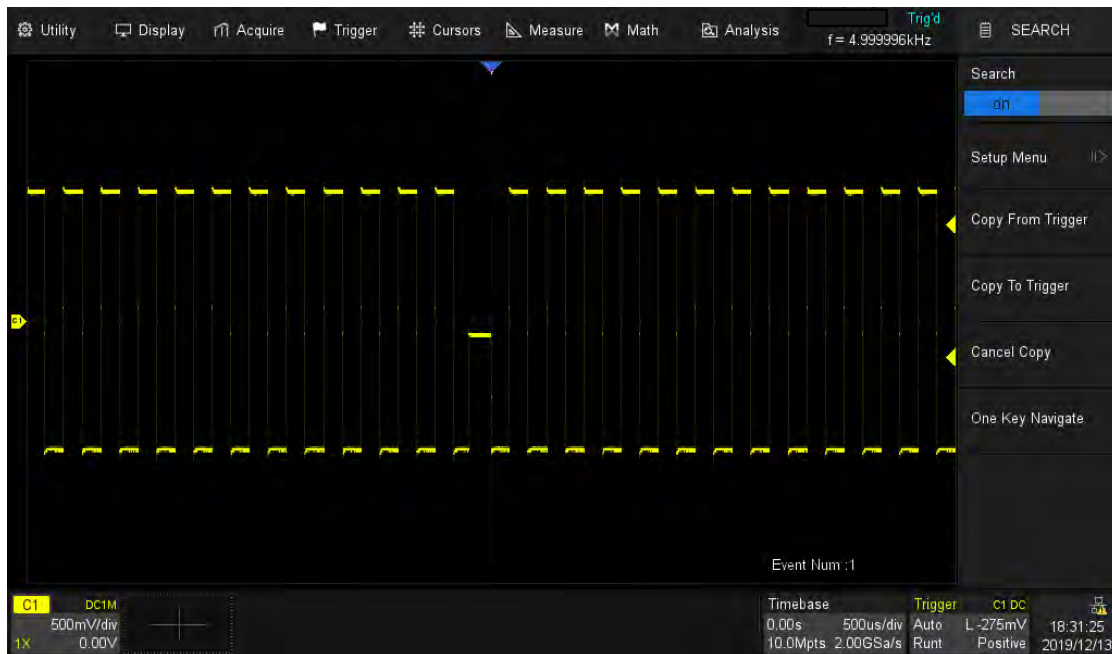 Utility Display Acquire Trigger Cursors Measure Math Analysis
Trig'd
f = 4.999996kHz
SEARCH
Search
on
Setup Menu
Copy From Trigger
Copy To Trigger
Cancel Copy
One Key Navigate
C1
Event Num :1
C1 DC1M
500mV/div
1X 0.00V
Timebase
0.00s 500us/div
10.0Mpts 2.00GSa/s
Trigger C1 DC
Auto L -275mV
Runt Positive
18:31:25
2019/12/13